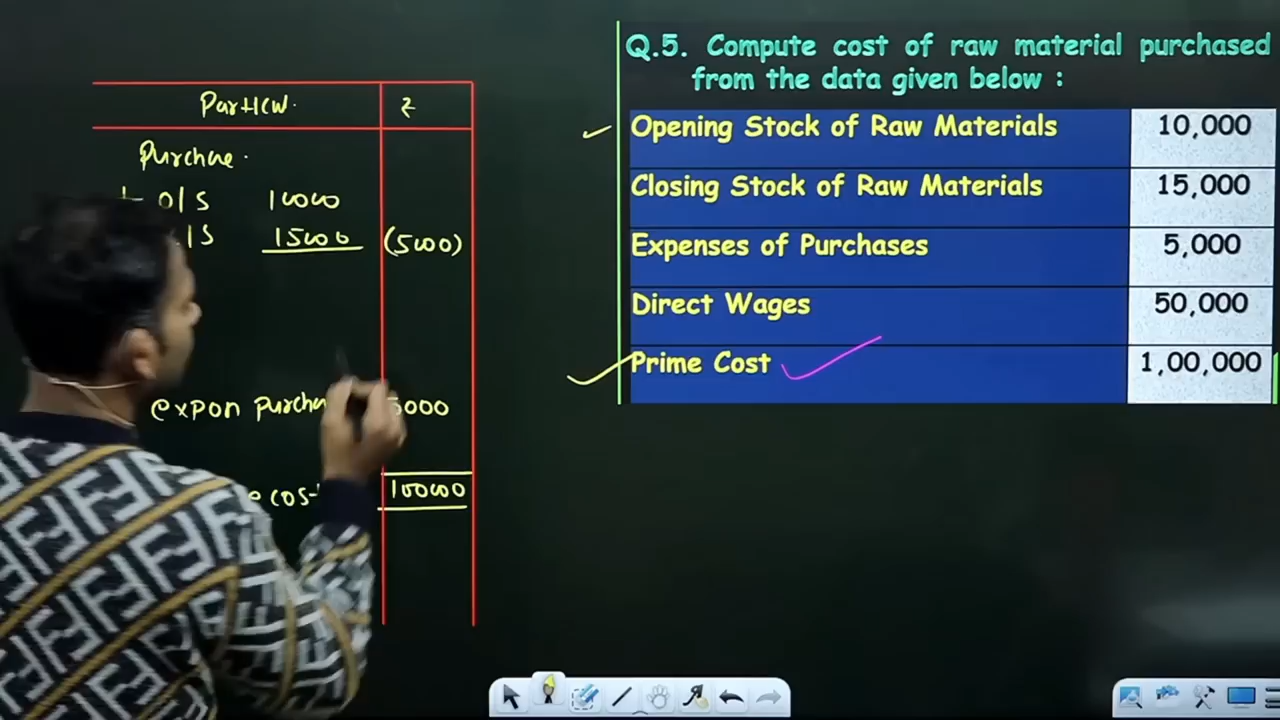 Particu.
₹
Purchase.
+ O/S 10000
/S 15000 (5000)
expon purcha 5000
e cost 100000
Q.5. Compute cost of raw material purchased
from the data given below :
Opening Stock of Raw Materials 10,000
Closing Stock of Raw Materials 15,000
Expenses of Purchases 5,000
Direct Wages 50,000
Prime Cost 1,00,000